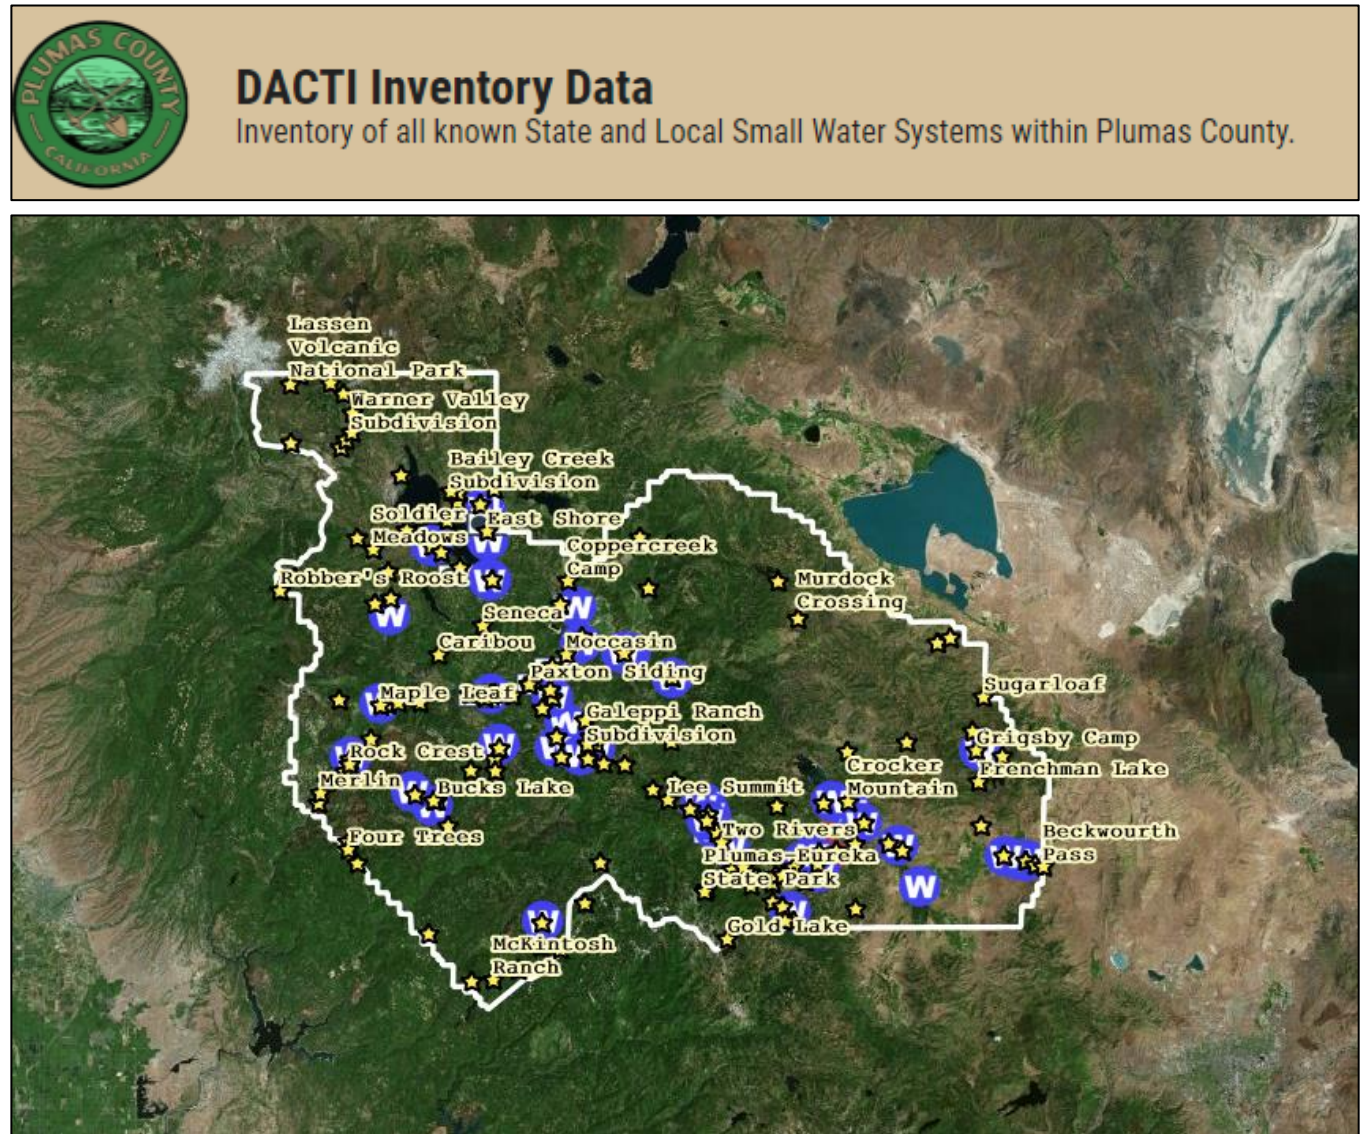 PLUMAS COUNTY
CALIFORNIA
DACTI Inventory Data
Inventory of all known State and Local Small Water Systems within Plumas County.
Lassen
Volcanic
National Park
Warner Valley
Subdivision
Bailey Creek
Subdivision
Soldier
Meadows
East Shore
Coppercreek
Camp
Robber's Roost
Murdock
Crossing
Seneca
W
W
W
Caribou
Moccasin
Paxton Siding
Maple Leaf
Sugarloaf
Galeppi Ranch
Subdivision
Rock Crest
Grigsby Camp
Crocker
Mountain
Frenchman Lake
Merlin
Bucks Lake
Lee Summit
Two Rivers
Four Trees
Beckwourth
Pass
Plumas-Eureka
State Park
W
Gold Lake
McKintosh
Ranch